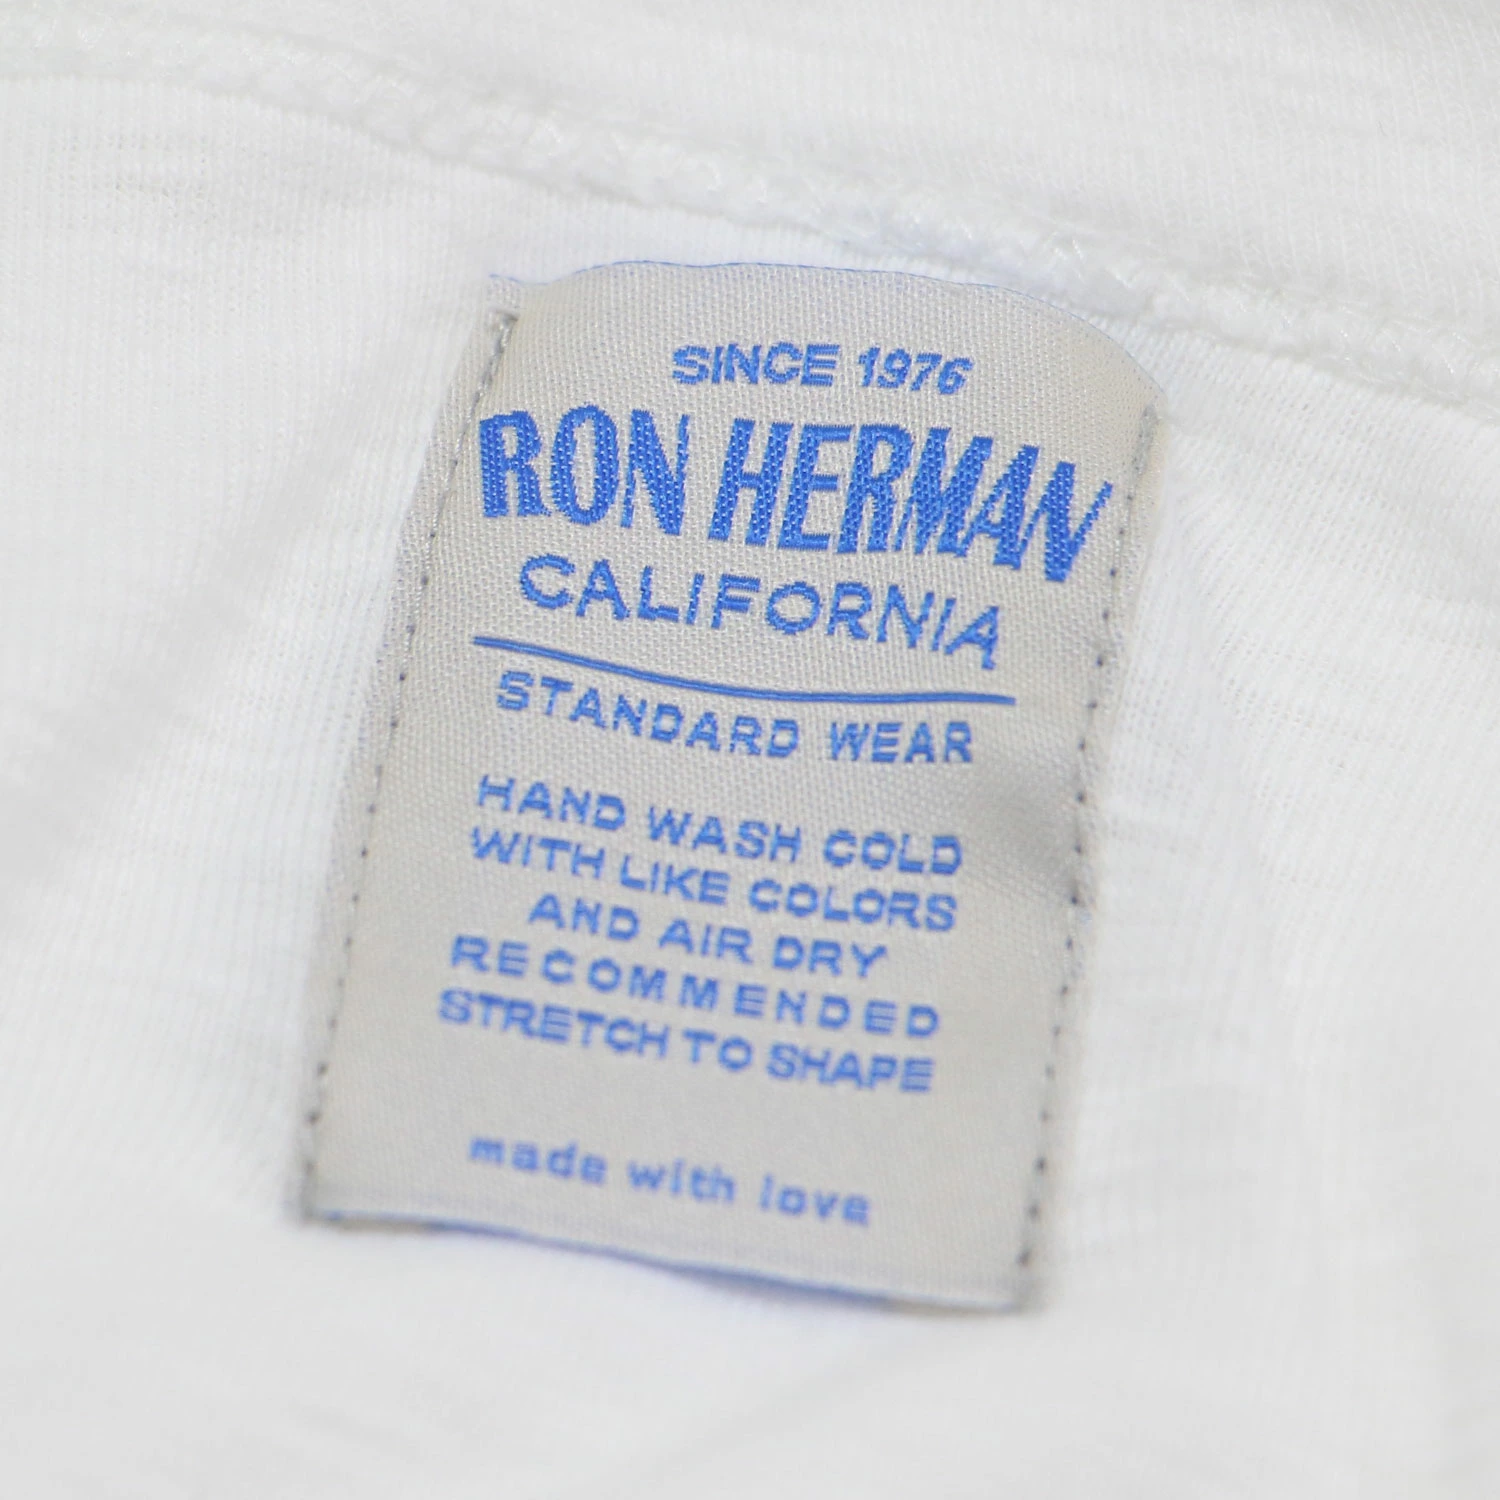 SINCE 1976
RON HERMAN
CALIFORNIA
STANDARD WEAR
HAND WASH COLD
WITH LIKE COLORS
AND AIR DRY
RECOMMENDED
STRETCH TO SHAPE
made with love